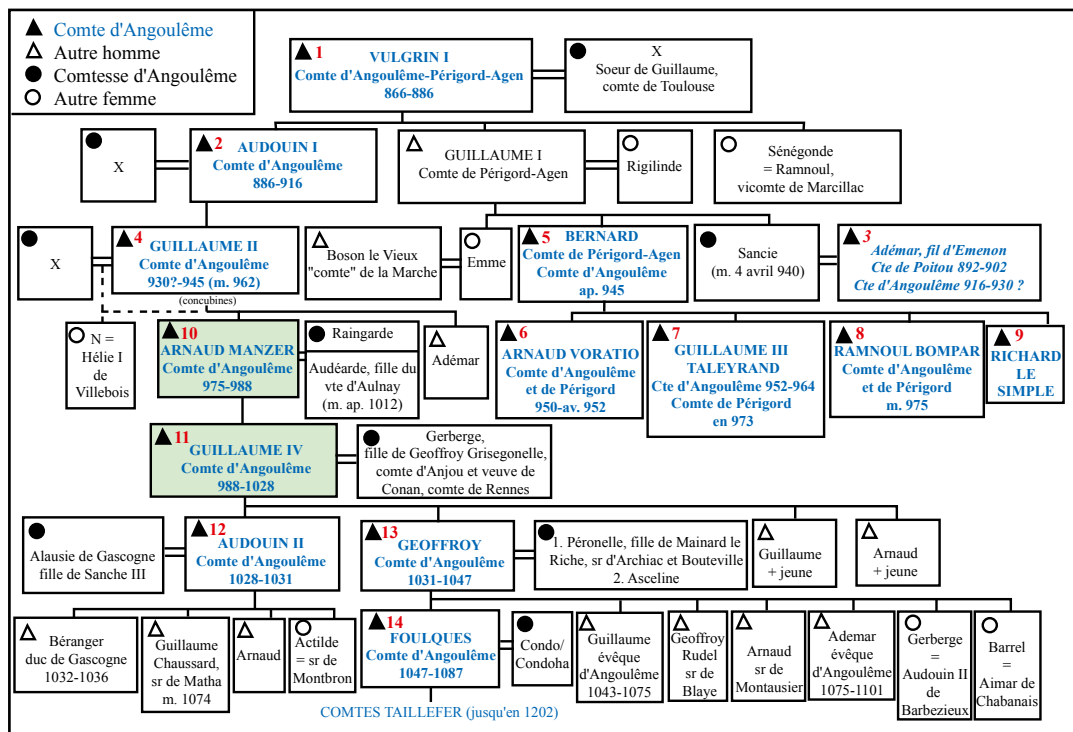 Comte d'Angoulême
Autre homme
Comtesse d'Angoulême
Autre femme
1
VULGRIN I
Comte d'Angoulême-Périgord-Agen
866-886
X
Soeur de Guillaume,
comte de Toulouse
X
2
AUDOUIN I
Comte d'Angoulême
886-916
GUILLAUME I
Comte de Périgord-Agen
Rigilinde
Sénégonde
= Ramnoul,
vicomte de Marcillac
X
4
GUILLAUME II
Comte d'Angoulême
930?-945 (m. 962)
(concubines)
Boson le Vieux
"comte" de la Marche
Emme
5
BERNARD
Comte de Périgord-Agen
Comte d'Angoulême
ap. 945
Sancie
(m. 4 avril 940)
3
Adémar, fil d'Emenon
Cte de Poitou 892-902
Cte d'Angoulême 916-930 ?
N =
Hélie I
de
Villebois
10
ARNAUD MANZER
Comte d'Angoulême
975-988
Raingarde
Audéarde, fille du
vte d'Aulnay
(m. ap. 1012)
Adémar
6
ARNAUD VORATIO
Comte d'Angoulême
et de Périgord
950-av. 952
7
GUILLAUME III
TALEYRAND
Cte d'Angoulême 952-964
Comte de Périgord
en 973
8
RAMNOUL BOMPAR
Comte d'Angoulême
et de Périgord
m. 975
9
RICHARD
LE
SIMPLE
11
GUILLAUME IV
Comte d'Angoulême
988-1028
Gerberge,
fille de Geoffroy Grisegonelle,
comte d'Anjou et veuve de
Conan, comte de Rennes
Alausie de Gascogne
fille de Sanche III
12
AUDOUIN II
Comte d'Angoulême
1028-1031
13
GEOFFROY
Comte d'Angoulême
1031-1047
1. Péronelle, fille de Mainard le
Riche, sr d'Archiac et Bouteville
2. Asceline
Guillaume
+ jeune
Arnaud
+ jeune
Béranger
duc de Gascogne
1032-1036
Guillaume
Chaussard,
sr de Matha
m. 1074
Arnaud
Actilde
= sr de
Montbron
14
FOULQUES
Comte d'Angoulême
1047-1087
Condo/
Condoha
Guillaume
évêque
d'Angoulême
1043-1075
Geoffroy
Rudel
sr de
Blaye
Arnaud
sr de
Montausier
Ademar
évêque
d'Angoulême
1075-1101
Gerberge
=
Audouin II
de
Barbezieux
Barrel
=
Aimar de
Chabanais
COMTES TAILLEFER (jusqu'en 1202)